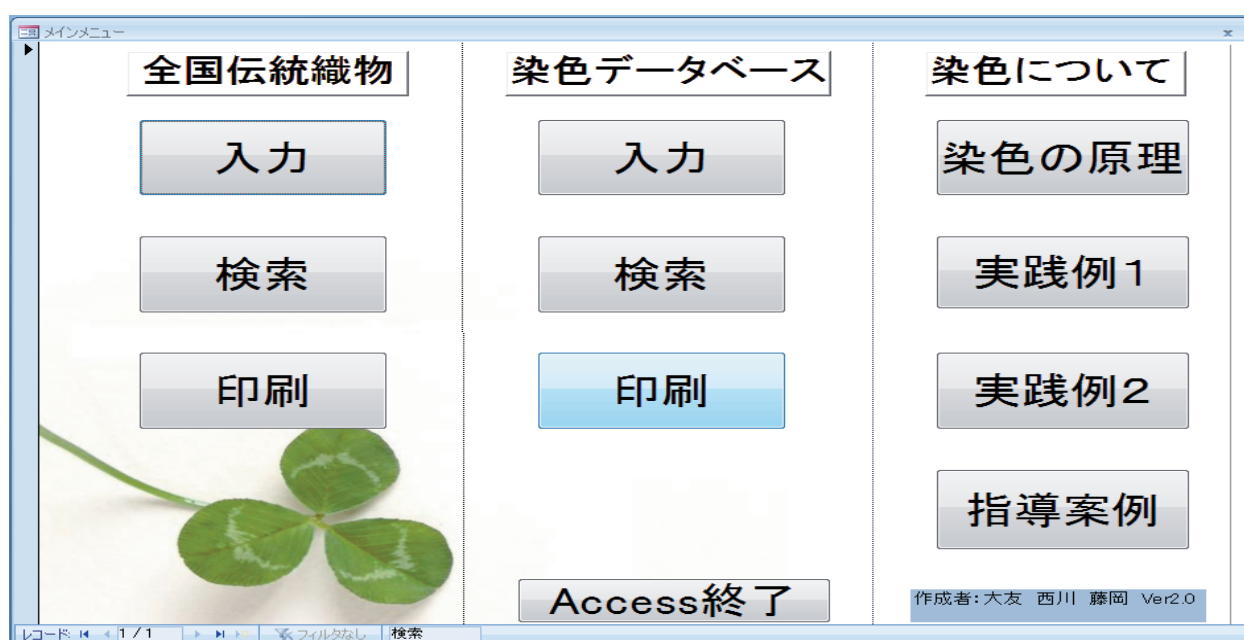 メインメニュー
全国伝統織物
入力
検索
印刷
染色データベース
入力
検索
印刷
Access終了
染色について
染色の原理
実践例1
実践例2
指導案例
作成者:大友 西川 藤岡 Ver2.0
レコード: 1 / 1 フィルタなし 検索